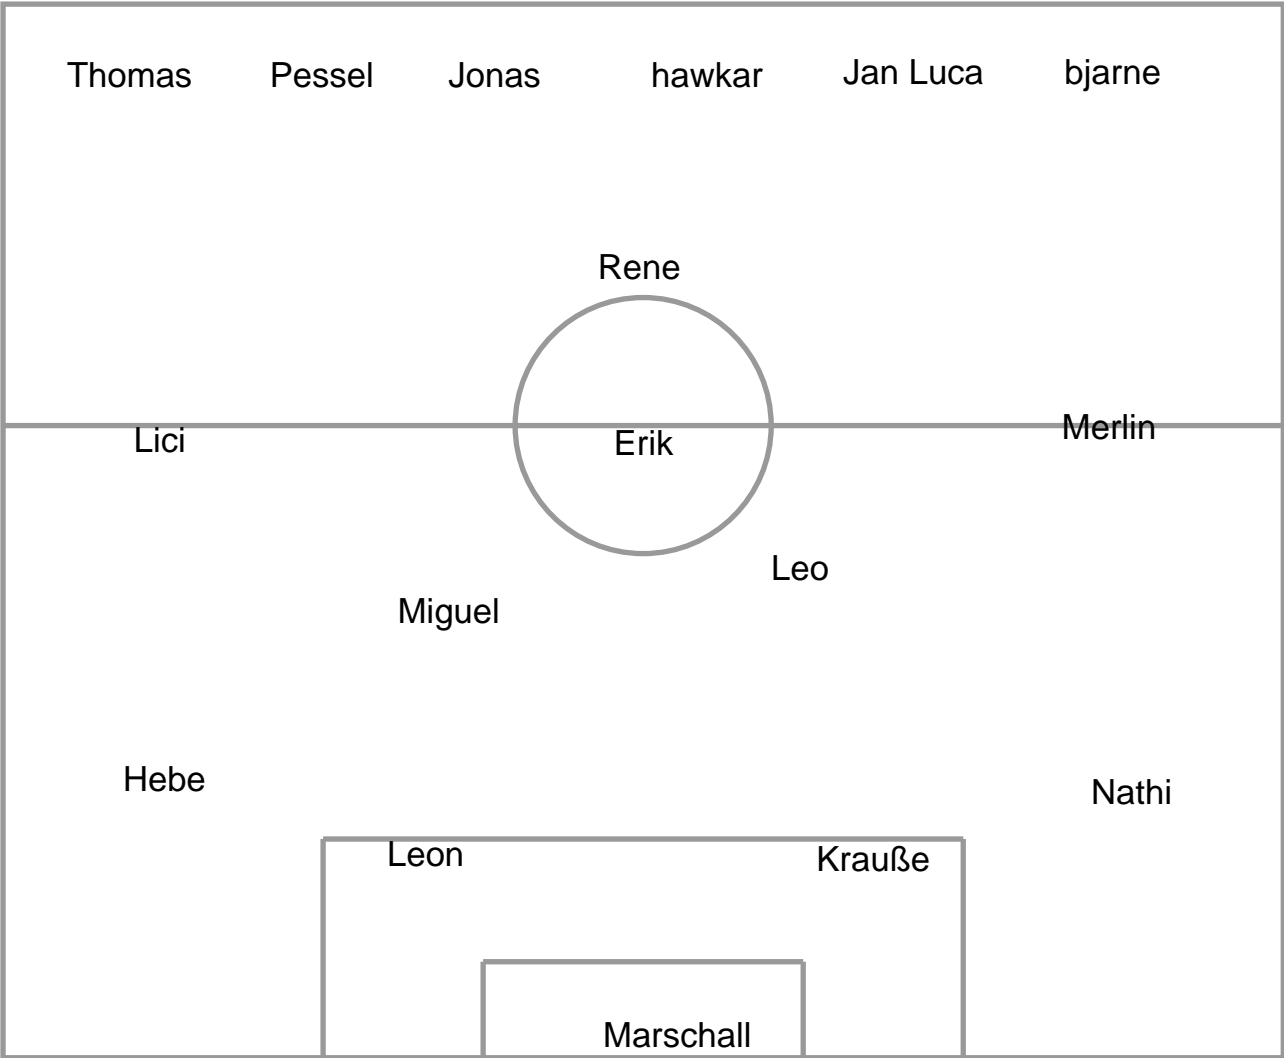 Thomas Pessel Jonas hawkar Jan Luca bjarne
Rene
Lici Erik Merlin
Leo
Miguel
Hebe Nathi
Leon Krauße
Marschall